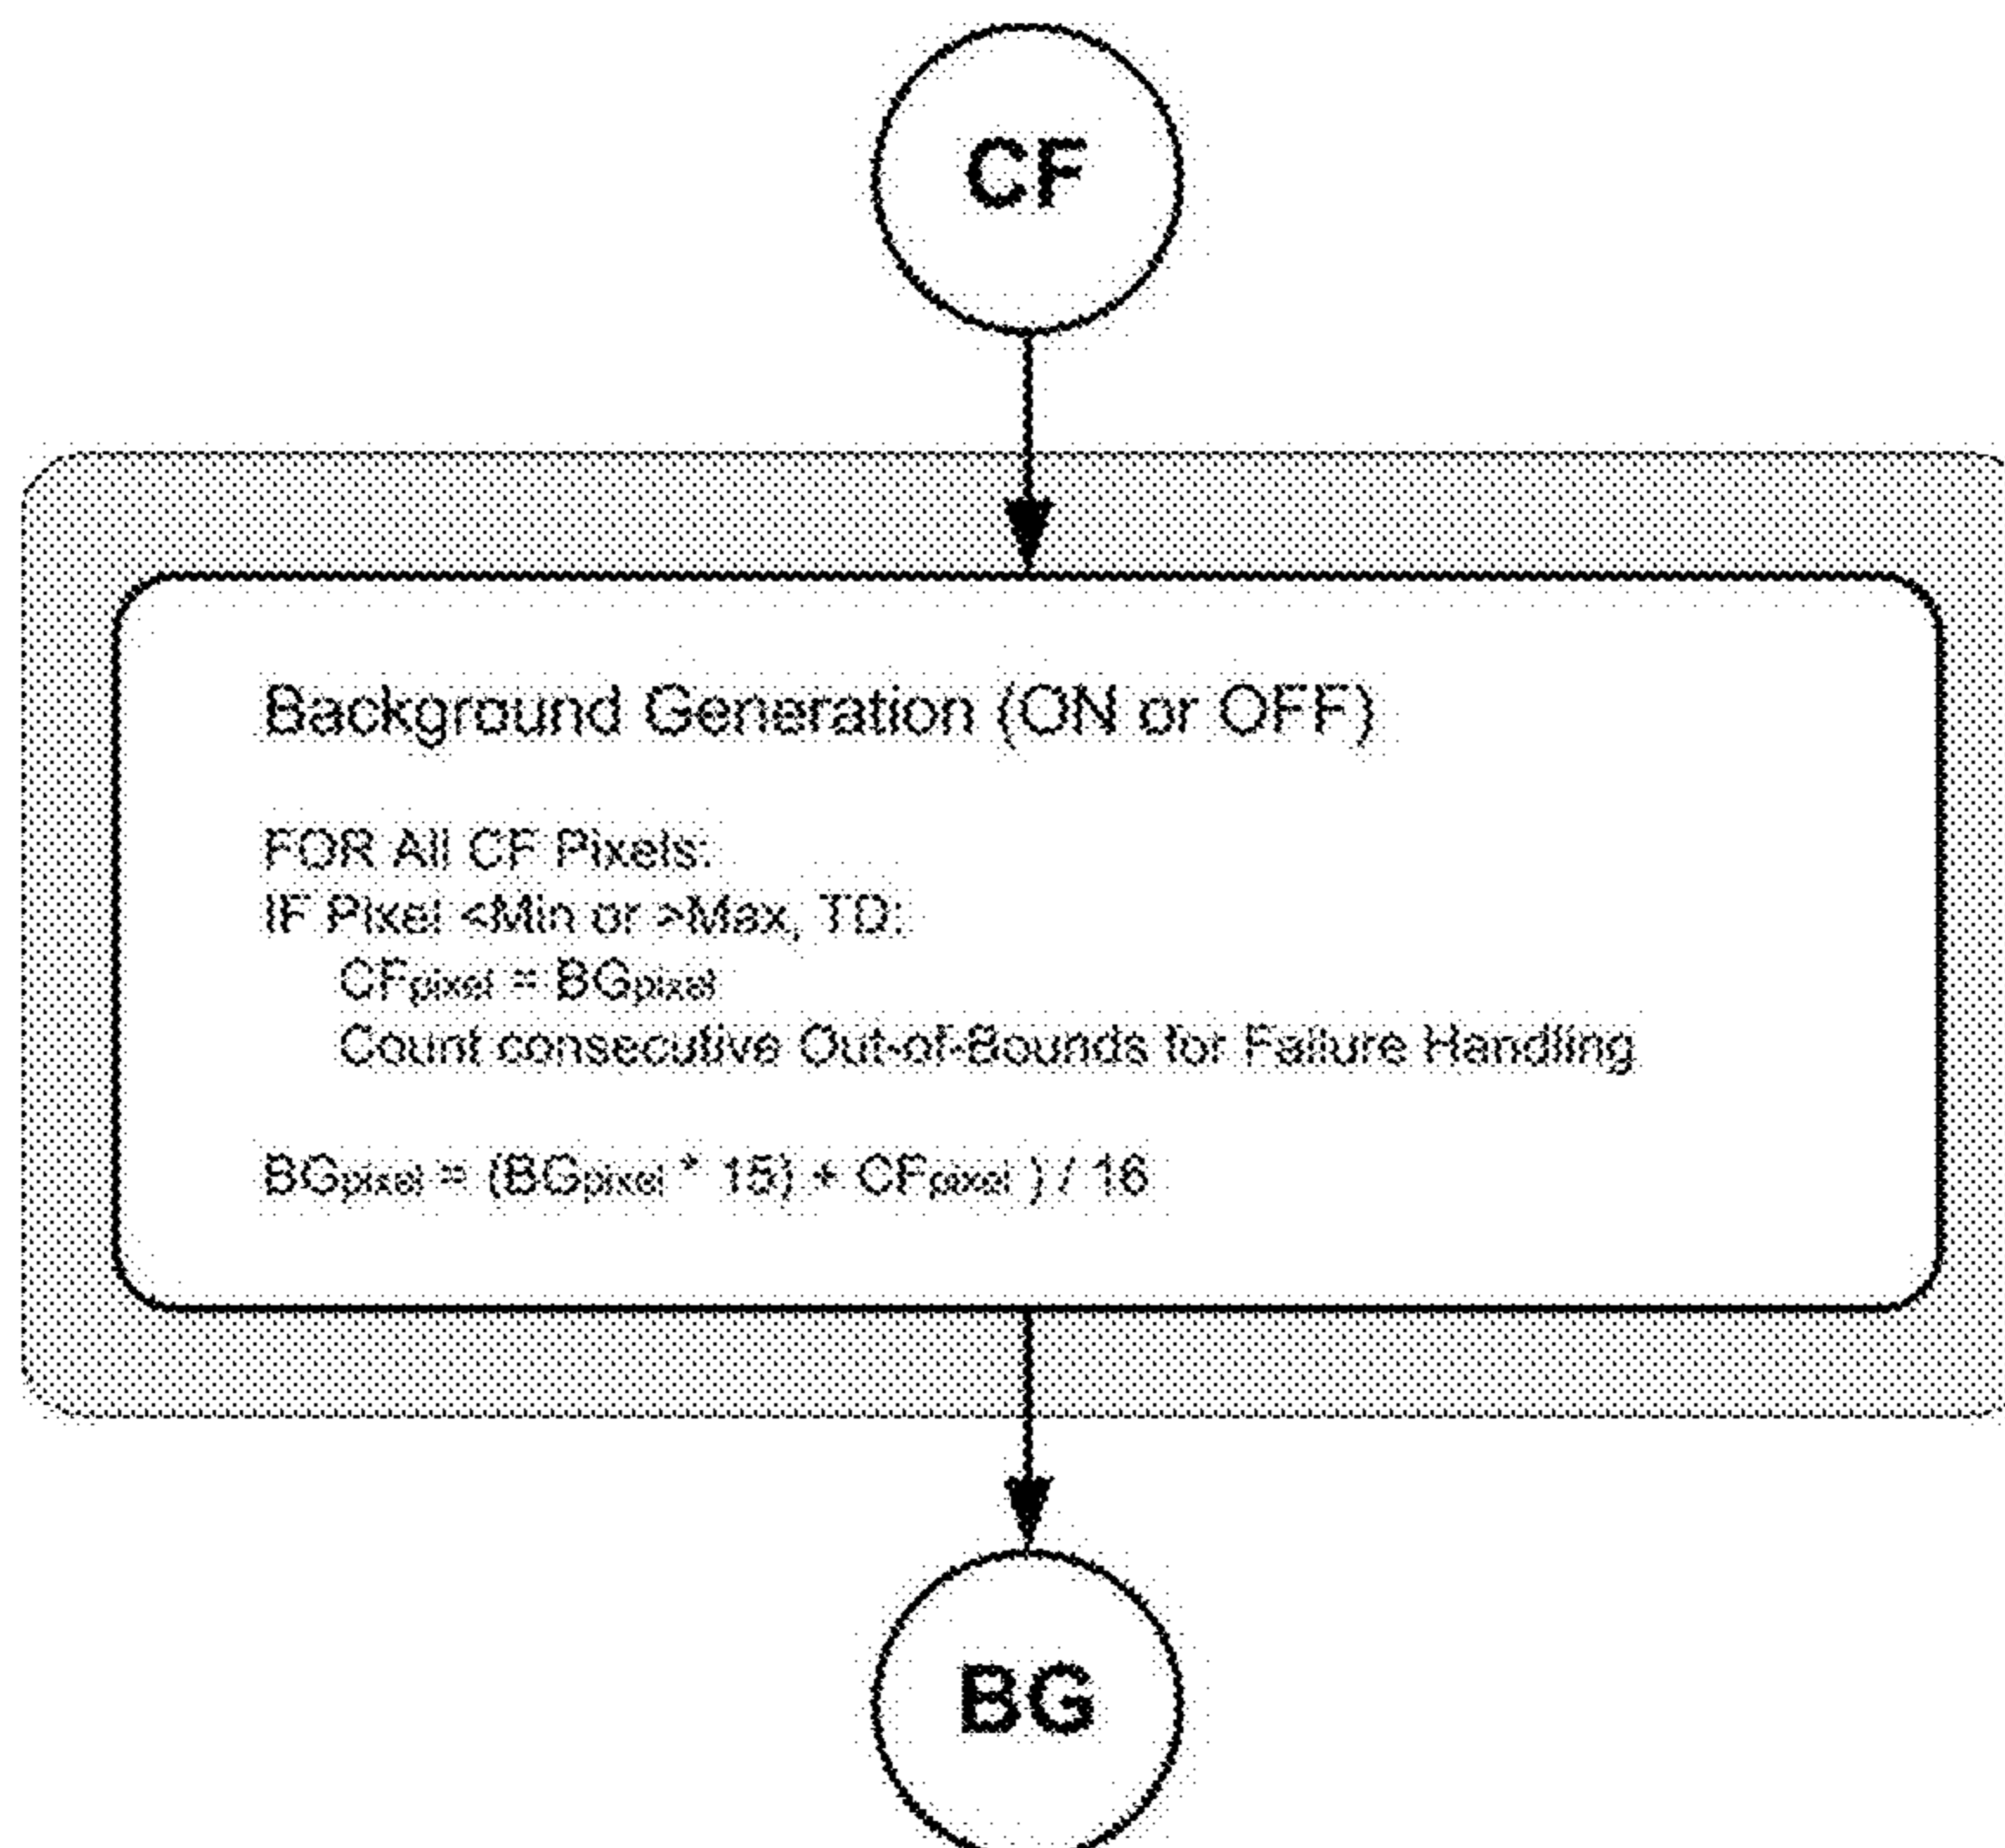 CF
Background Generation (ON or OFF)
FOR All CF Pixels:
IF Pixel <Min or >Max, TD:
CFpixel = BGpixel
Count consecutive Out-of-Bounds for Failure Handling
BGpixel = (BGpixel * 15) + CFpixel ) / 16
BG